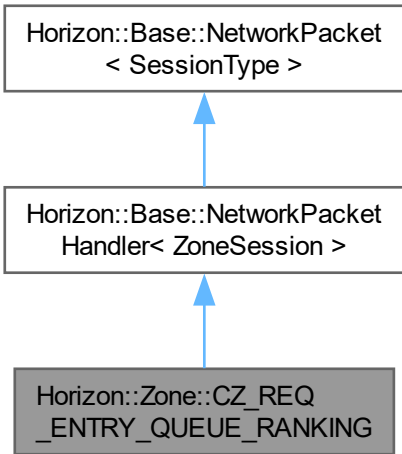 Horizon::Base::NetworkPacket
< SessionType >
Horizon::Base::NetworkPacket
Handler< ZoneSession >
Horizon::Zone::CZ_REQ
_ENTRY_QUEUE_RANKING